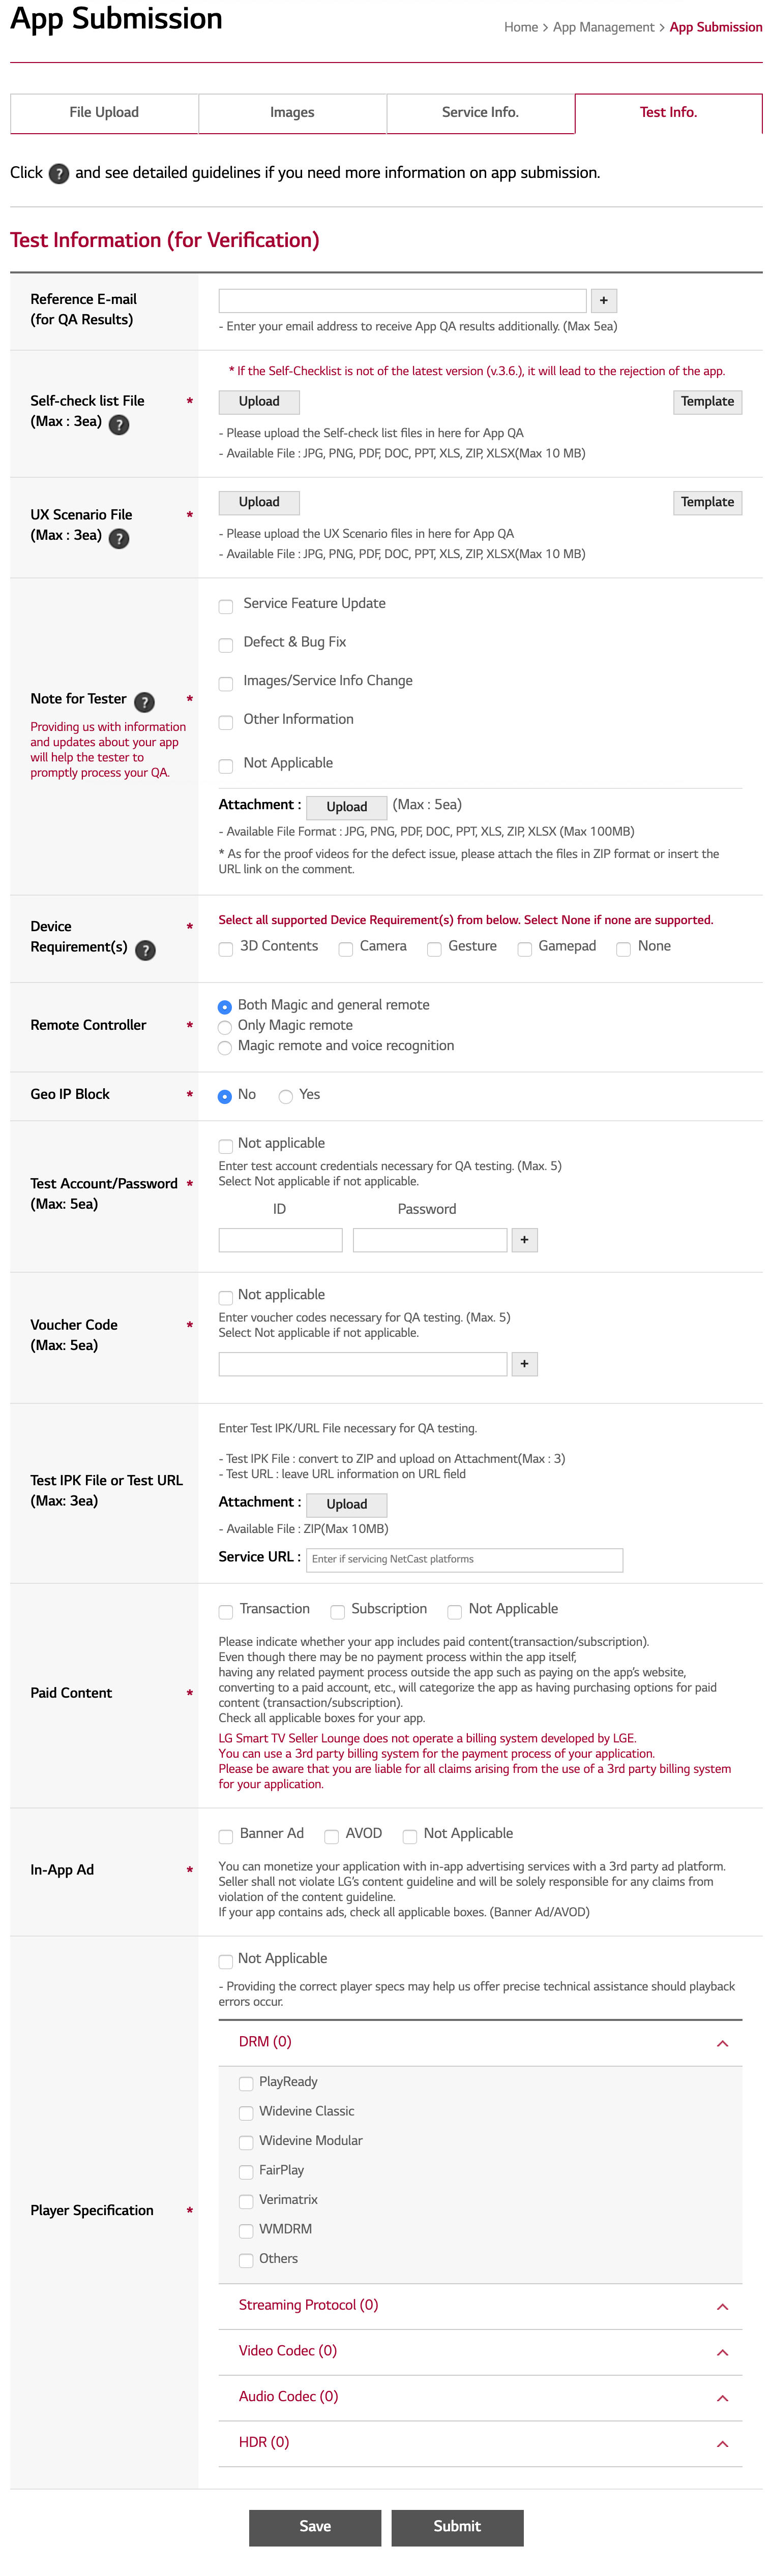 App Submission
Home > App Management > App Submission
File Upload
Images
Service Info.
Test Info.
Click ? and see detailed guidelines if you need more information on app submission.
Test Information (for Verification)
Reference E-mail
(for QA Results)
+
- Enter your email address to receive App QA results additionally. (Max 5ea)
Self-check list File *
(Max : 3ea) ?
* If the Self-Checklist is not of the latest version (v.3.6.), it will lead to the rejection of the app.
Upload
Template
- Please upload the Self-check list files in here for App QA
- Available File : JPG, PNG, PDF, DOC, PPT, XLS, ZIP, XLSX(Max 10 MB)
UX Scenario File *
(Max : 3ea) ?
Upload
Template
- Please upload the UX Scenario files in here for App QA
- Available File : JPG, PNG, PDF, DOC, PPT, XLS, ZIP, XLSX(Max 10 MB)
Note for Tester ? *
Providing us with information
and updates about your app
will help the tester to
promptly process your QA.
Service Feature Update
Defect & Bug Fix
Images/Service Info Change
Other Information
Not Applicable
Attachment : Upload (Max : 5ea)
- Available File Format : JPG, PNG, PDF, DOC, PPT, XLS, ZIP, XLSX (Max 100MB)
* As for the proof videos for the defect issue, please attach the files in ZIP format or insert the
URL link on the comment.
Device *
Requirement(s) ?
Select all supported Device Requirement(s) from below. Select None if none are supported.
3D Contents Camera Gesture Gamepad None
Remote Controller *
Both Magic and general remote
Only Magic remote
Magic remote and voice recognition
Geo IP Block *
No Yes
Test Account/Password *
(Max: 5ea)
Not applicable
Enter test account credentials necessary for QA testing. (Max. 5)
Select Not applicable if not applicable.
ID Password
+
Voucher Code *
(Max: 5ea)
Not applicable
Enter voucher codes necessary for QA testing. (Max. 5)
Select Not applicable if not applicable.
+
Test IPK File or Test URL
(Max: 3ea)
Enter Test IPK/URL File necessary for QA testing.
- Test IPK File : convert to ZIP and upload on Attachment(Max : 3)
- Test URL : leave URL information on URL field
Attachment : Upload
- Available File : ZIP(Max 10MB)
Service URL : Enter if servicing NetCast platforms
Paid Content *
Transaction Subscription Not Applicable
Please indicate whether your app includes paid content(transaction/subscription).
Even though there may be no payment process within the app itself,
having any related payment process outside the app such as paying on the app's website,
converting to a paid account, etc., will categorize the app as having purchasing options for paid
content (transaction/subscription).
Check all applicable boxes for your app.
LG Smart TV Seller Lounge does not operate a billing system developed by LGE.
You can use a 3rd party billing system for the payment process of your application.
Please be aware that you are liable for all claims arising from the use of a 3rd party billing system
for your application.
In-App Ad *
Banner Ad AVOD Not Applicable
You can monetize your application with in-app advertising services with a 3rd party ad platform.
Seller shall not violate LG's content guideline and will be solely responsible for any claims from
violation of the content guideline.
If your app contains ads, check all applicable boxes. (Banner Ad/AVOD)
Player Specification *
Not Applicable
- Providing the correct player specs may help us offer precise technical assistance should playback
errors occur.
DRM (0)
PlayReady
Widevine Classic
Widevine Modular
FairPlay
Verimatrix
WMDRM
Others
Streaming Protocol (0)
Video Codec (0)
Audio Codec (0)
HDR (0)
Save
Submit